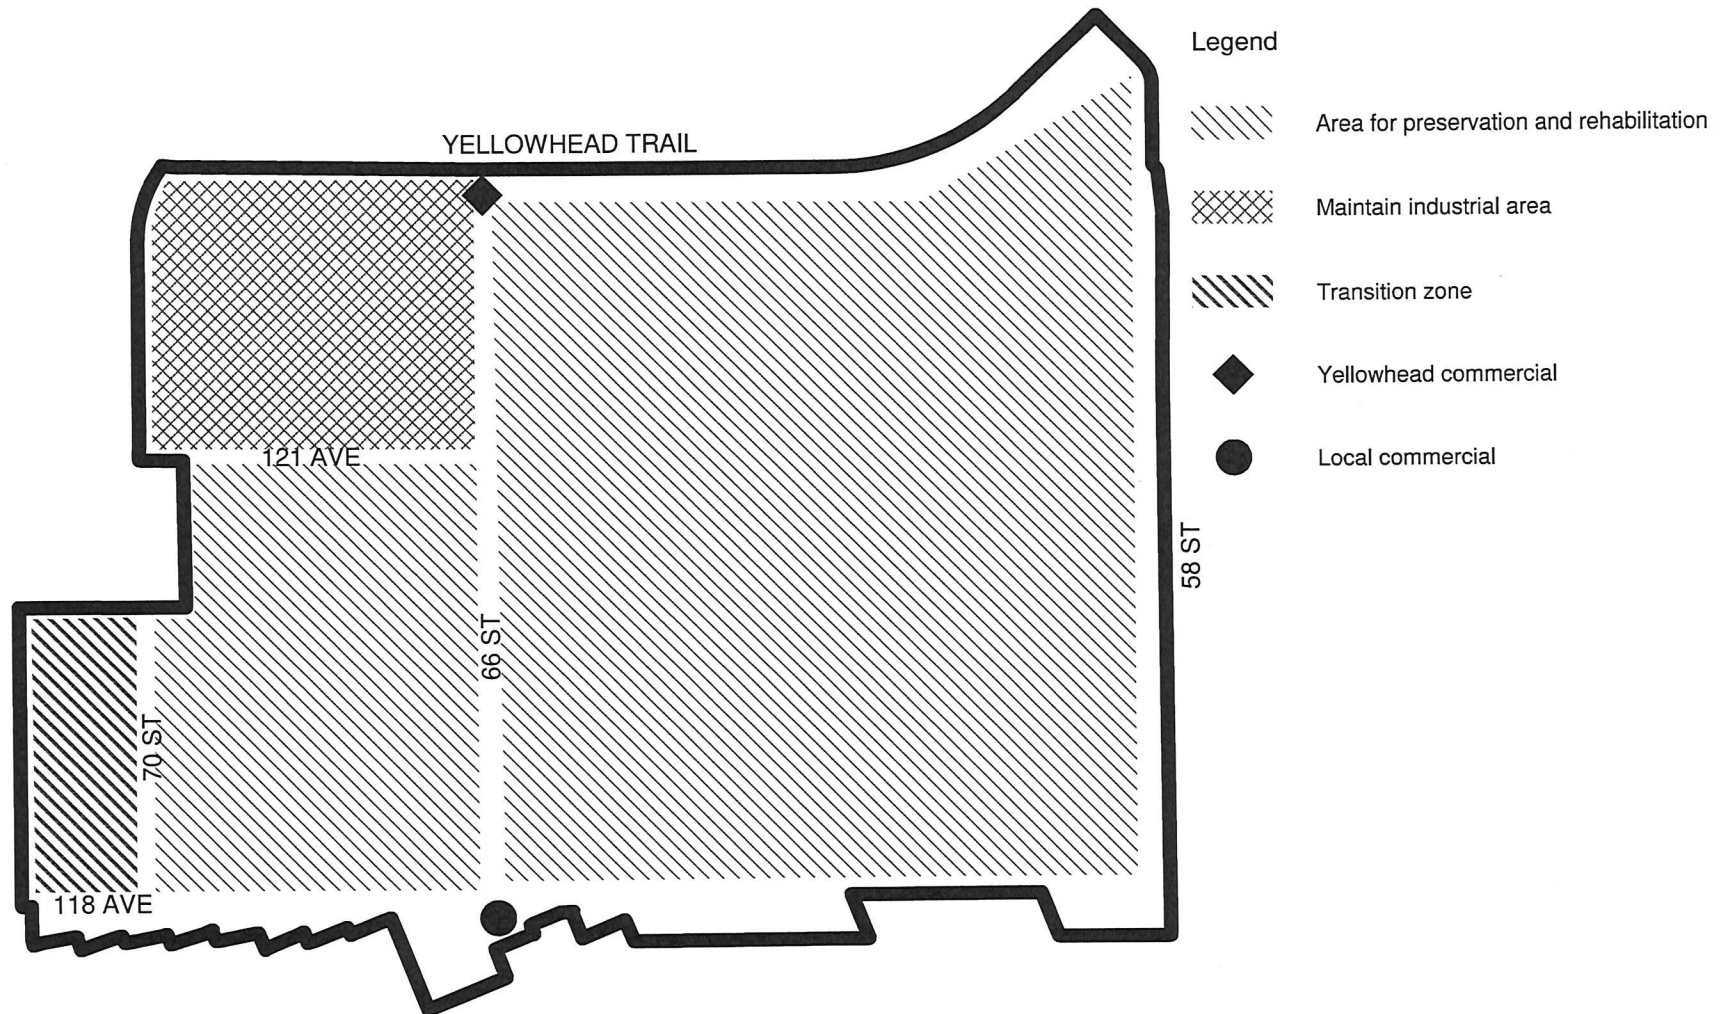 Legend
Area for preservation and rehabilitation
YELLOWHEAD TRAIL
Maintain industrial area
Transition zone
Yellowhead commercial
121 AVE
Local commercial
58 ST
66 ST
70 ST
118 AVE